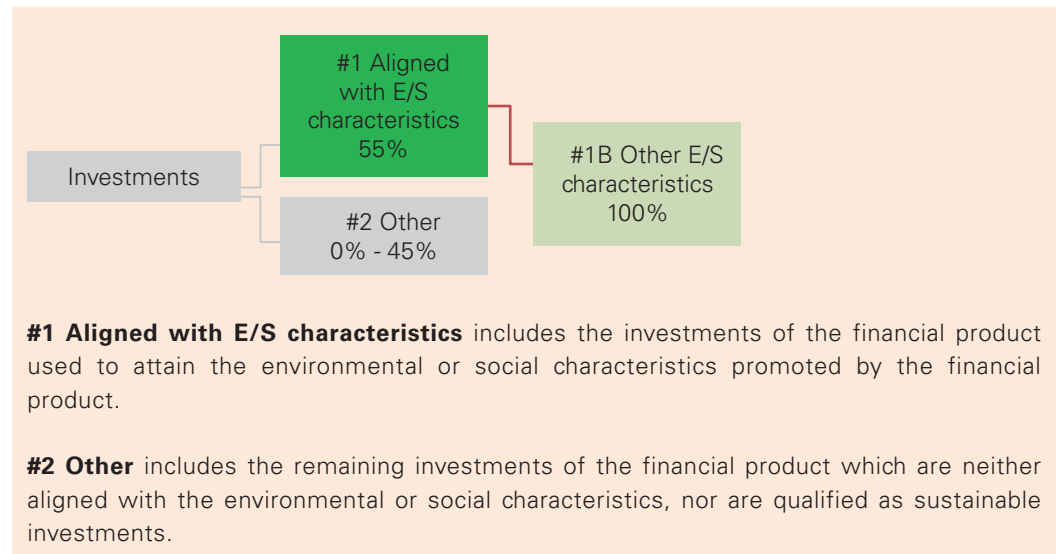 #1 Aligned
with E/S
characteristics
55%
Investments
#2 Other
0% - 45%
#1B Other E/S
characteristics
100%
#1 Aligned with E/S characteristics includes the investments of the financial product
used to attain the environmental or social characteristics promoted by the financial
product.
#2 Other includes the remaining investments of the financial product which are neither
aligned with the environmental or social characteristics, nor are qualified as sustainable
investments.